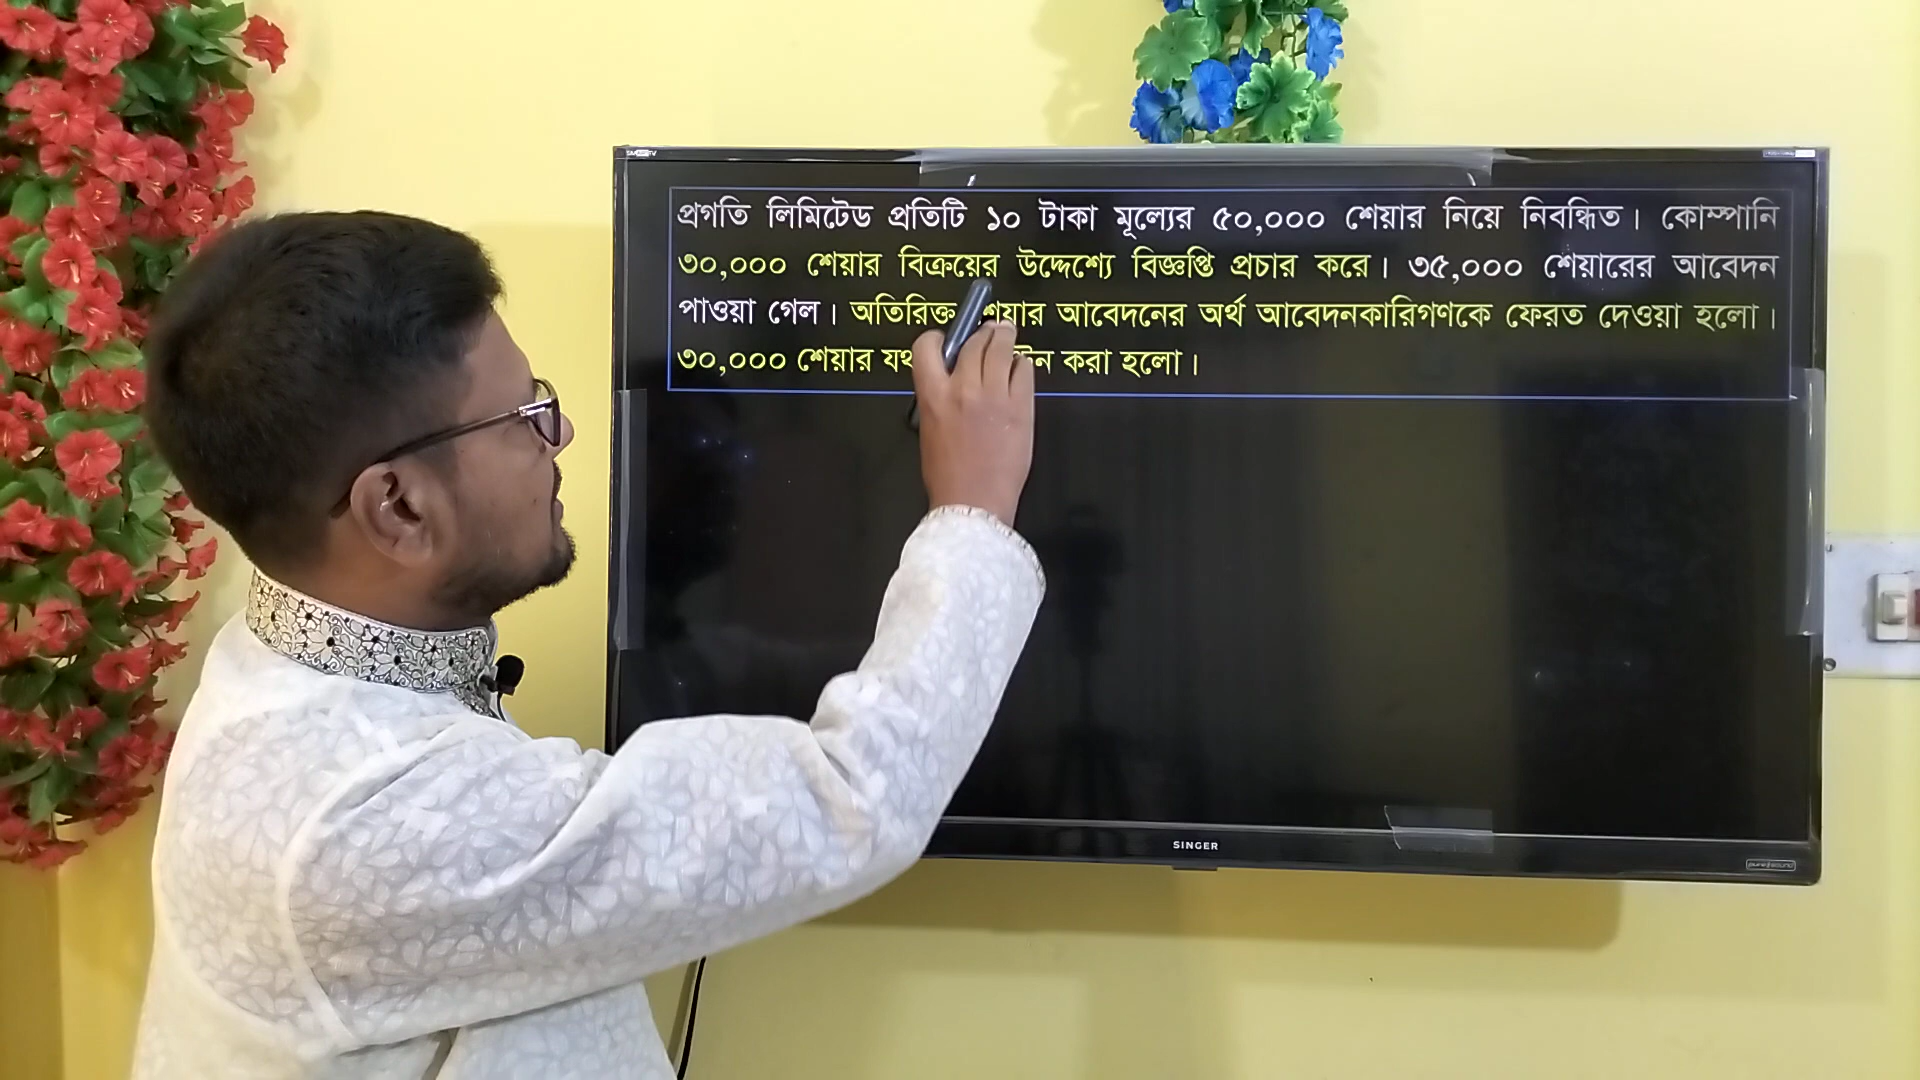 প্রগতি লিমিটেড প্রতিটি ১০ টাকা মূল্যের ৫০,০০০ শেয়ার নিয়ে নিবন্ধিত। কোম্পানি
৩০,০০০ শেয়ার বিক্রয়ের উদ্দেশ্যে বিজ্ঞপ্তি প্রচার করে। ৩৫,০০০ শেয়ারের আবেদন
পাওয়া গেল। অতিরিক্ত শেয়ার আবেদনের অর্থ আবেদনকারিগণকে ফেরত দেওয়া হলো।
৩০,০০০ শেয়ার করা হলো।
SINGER